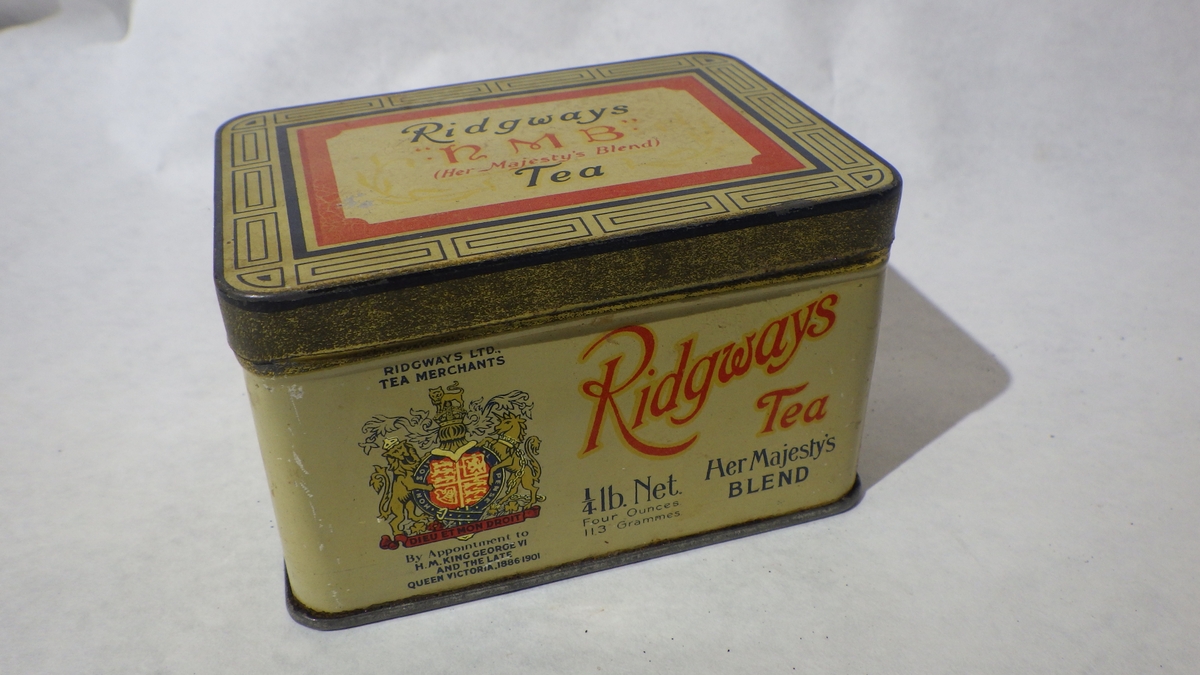 Ridgways
"H M B"
(Her Majesty's Blend)
Tea
RIDGWAYS LTD.,
TEA MERCHANTS
DIEU ET MON DROIT
By Appointment to
H.M. KING GEORGE VI
AND THE LATE
QUEEN VICTORIA, 1886-1901
Ridgways
Tea
1/4 lb. Net.
Four Ounces
113 Grammes.
Her Majesty's
BLEND